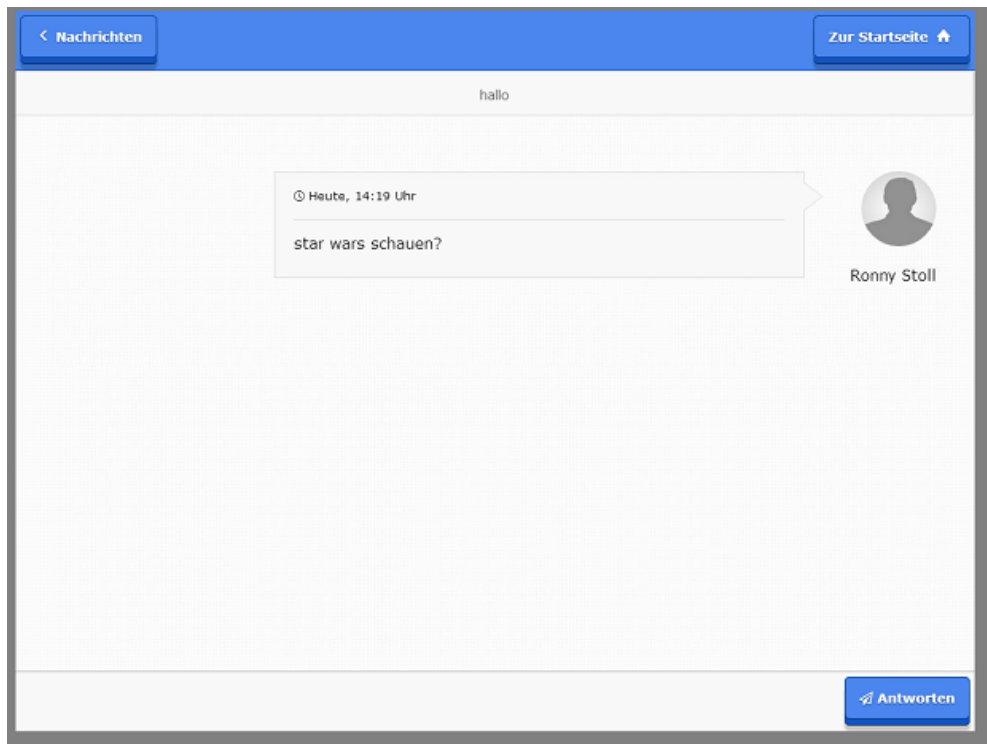 Nachrichten
Zur Startseite
hallo
Heute, 14:19 Uhr
star wars schauen?
Ronny Stoll
Antworten